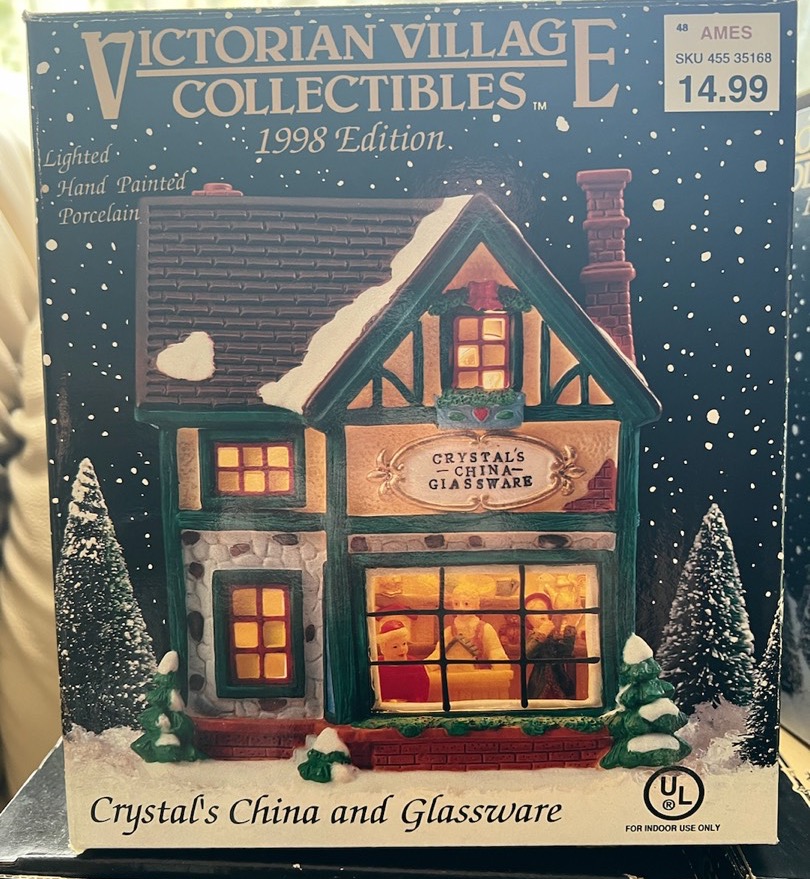 VICTORIAN VILLAGE
COLLECTIBLES™
1998 Edition
48 AMES
SKU 455 35168
14.99
Lighted
Hand Painted
Porcelain
CRYSTAL'S
—CHINA—
GLASSWARE
Crystal's China and Glassware
UL®
FOR INDOOR USE ONLY